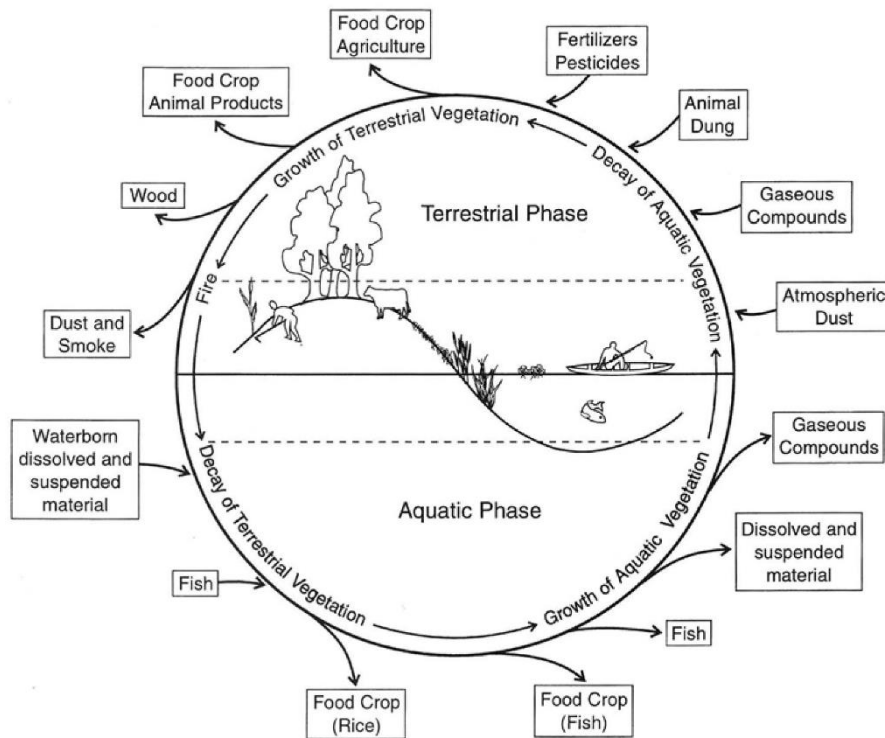 Food Crop
Agriculture
Fertilizers
Pesticides
Food Crop
Animal Products
Animal
Dung
Growth of Terrestrial Vegetation
Decay of Aquatic Vegetation
Wood
Gaseous
Compounds
Terrestrial Phase
Fire
Dust and
Smoke
Atmospheric
Dust
Waterborn
dissolved and
suspended
material
Gaseous
Compounds
Decay of Terrestrial Vegetation
Aquatic Phase
Growth of Aquatic Vegetation
Dissolved and
suspended
material
Fish
Fish
Food Crop
(Rice)
Food Crop
(Fish)